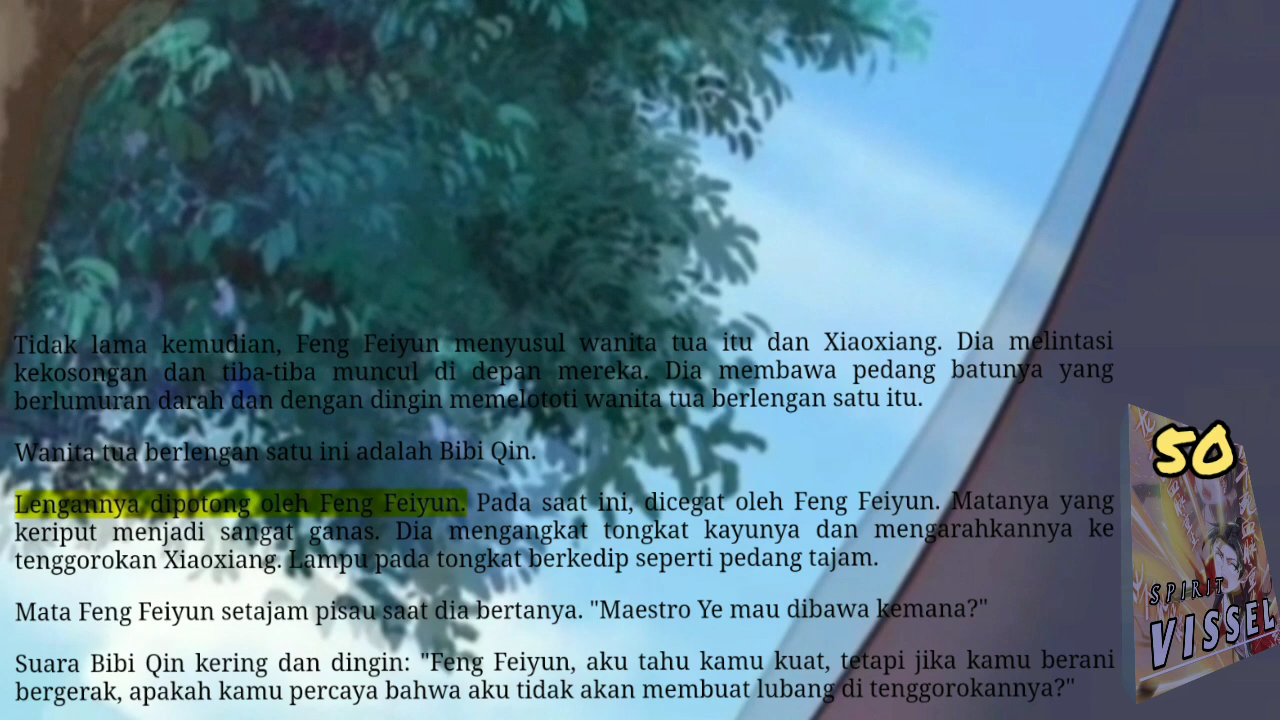 Tidak lama kemudian, Feng Feiyun menyusul wanita tua itu dan Xiaoxiang. Dia melintasi
kekosongan dan tiba-tiba muncul di depan mereka. Dia membawa pedang batunya yang
berlumuran darah dan dengan dingin memelototi wanita tua berlengan satu itu.
Wanita tua berlengan satu ini adalah Bibi Qin.
Lengannya dipotong oleh Feng Feiyun. Pada saat ini, dicegat oleh Feng Feiyun. Matanya yang
keriput menjadi sangat ganas. Dia mengangkat tongkat kayunya dan mengarahkannya ke
tenggorokan Xiaoxiang. Lampu pada tongkat berkedip seperti pedang tajam.
Mata Feng Feiyun setajam pisau saat dia bertanya. "Maestro Ye mau dibawa kemana?"
Suara Bibi Qin kering dan dingin: "Feng Feiyun, aku tahu kamu kuat, tetapi jika kamu berani
bergerak, apakah kamu percaya bahwa aku tidak akan membuat lubang di tenggorokannya?"
50
SPIRIT
VISSEL